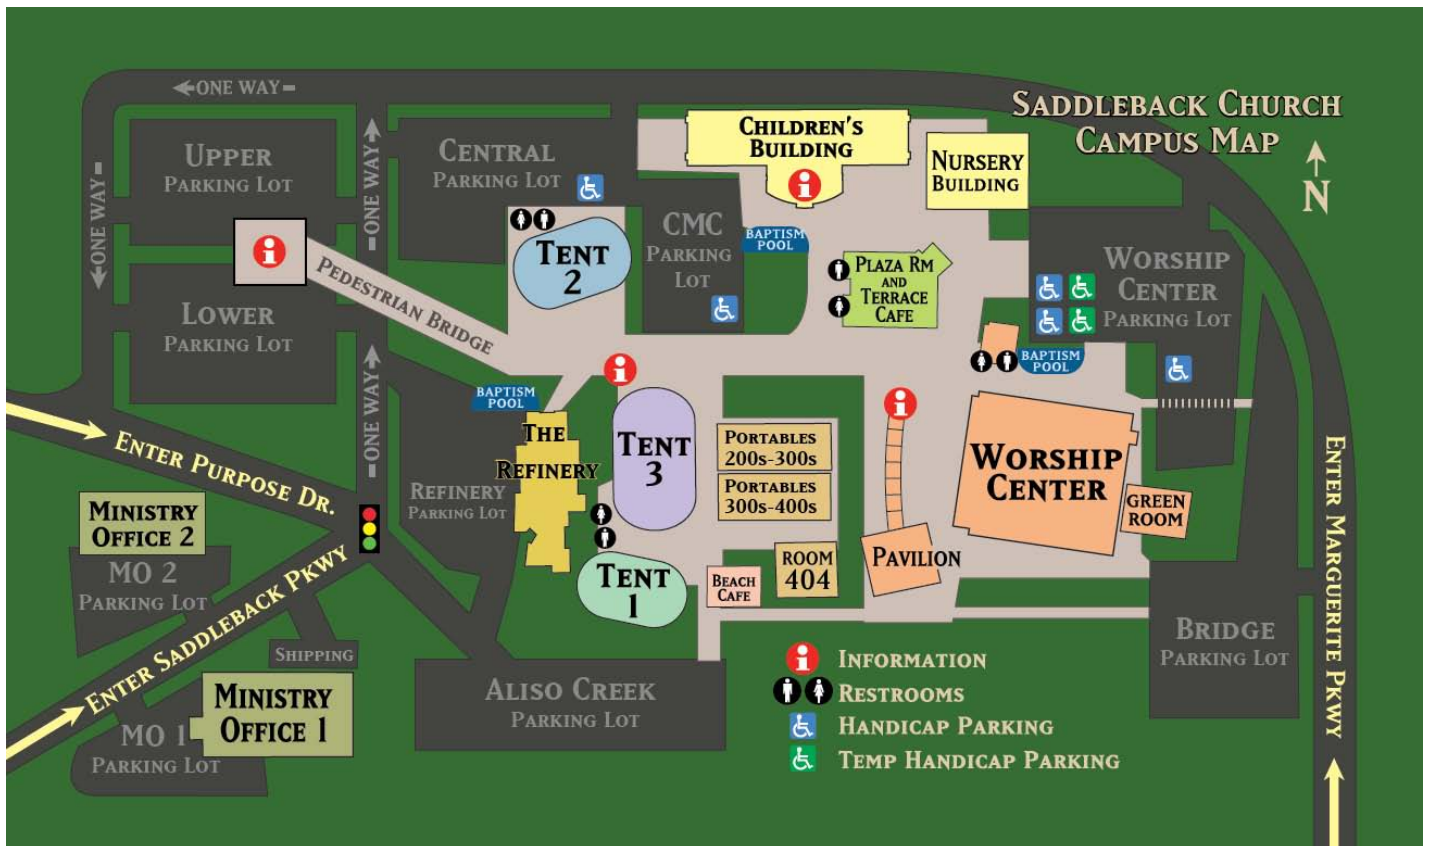 SADDLEBACK CHURCH
CAMPUS MAP
N
ONE WAY
ONE WAY
ONE WAY
ONE WAY
UPPER
PARKING LOT
CENTRAL
PARKING LOT
CHILDREN'S
BUILDING
i
NURSERY
BUILDING
CMC
PARKING
LOT
BAPTISM
POOL
TENT
2
i
PEDESTRIAN BRIDGE
PLAZA RM
AND
TERRACE
CAFE
WORSHIP
CENTER
PARKING LOT
LOWER
PARKING LOT
BAPTISM
POOL
i
BAPTISM
POOL
i
THE
REFINERY
TENT
3
PORTABLES
200S-300S
PORTABLES
300S-400S
WORSHIP
CENTER
GREEN
ROOM
REFINERY
PARKING LOT
ENTER PURPOSE DR.
ENTER MARGUERITE PKWY
MINISTRY
OFFICE 2
MO 2
PARKING LOT
ENTER SADDLEBACK PKWY
TENT
1
BEACH
CAFE
ROOM
404
PAVILION
SHIPPING
BRIDGE
PARKING LOT
MINISTRY
OFFICE 1
MO 1
PARKING LOT
ALISO CREEK
PARKING LOT
i INFORMATION
RESTROOMS
HANDICAP PARKING
TEMP HANDICAP PARKING